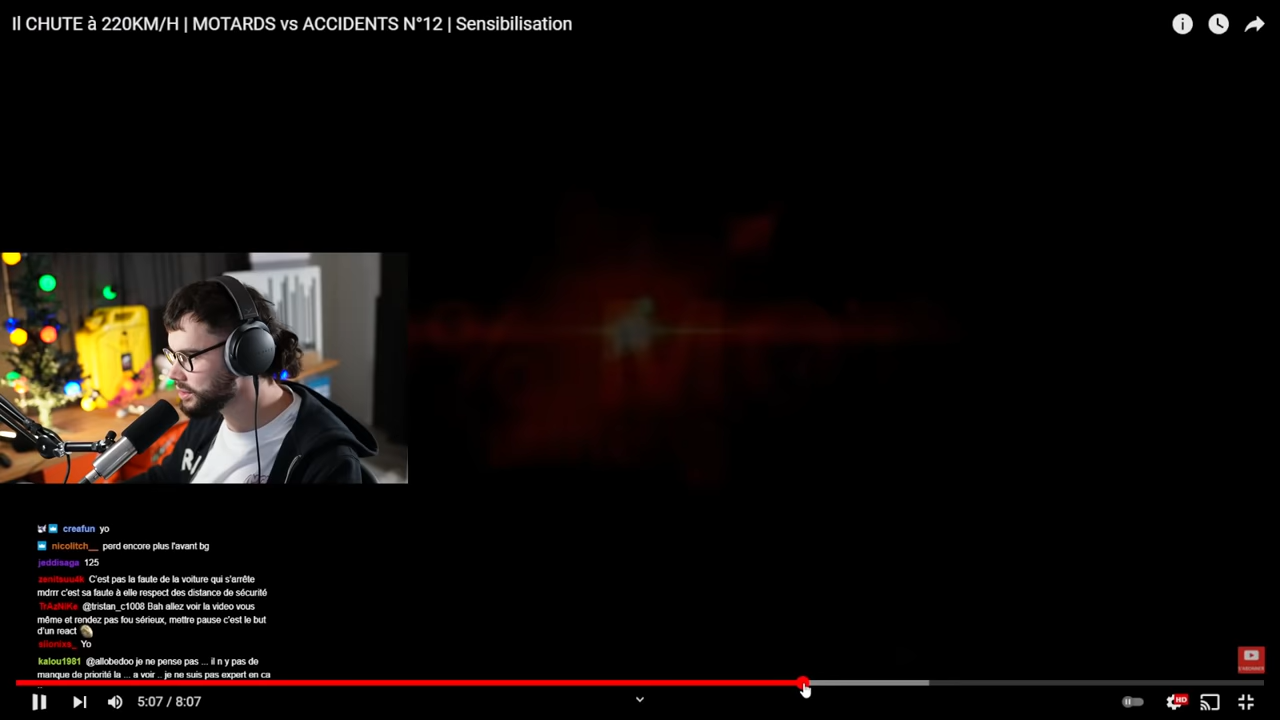 Il CHUTE à 220KM/H | MOTARDS vs ACCIDENTS N°12 | Sensibilisation
creafun yo
nicolitch__ perd encore plus l'avant bg
jeddisaga 125
zenitsuu4k C'est pas la faute de la voiture qui s'arrête
mdrrr c'est sa faute à elle respect des distance de sécurité
TrAzNiKe @tristan_c1008 Bah allez voir la video vous
même et rendez pas fou sérieux, mettre pause c'est le but
d'un react
Yo
kalou1981 @allobedoo je ne pense pas ... il n y pas de
manque de priorité la ... a voir .. je ne suis pas expert en ca
5:07 / 8:07
HD